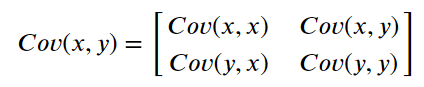 Cov(x, y) = [ Cov(x, x) Cov(x, y)
Cov(y, x) Cov(y, y) ]